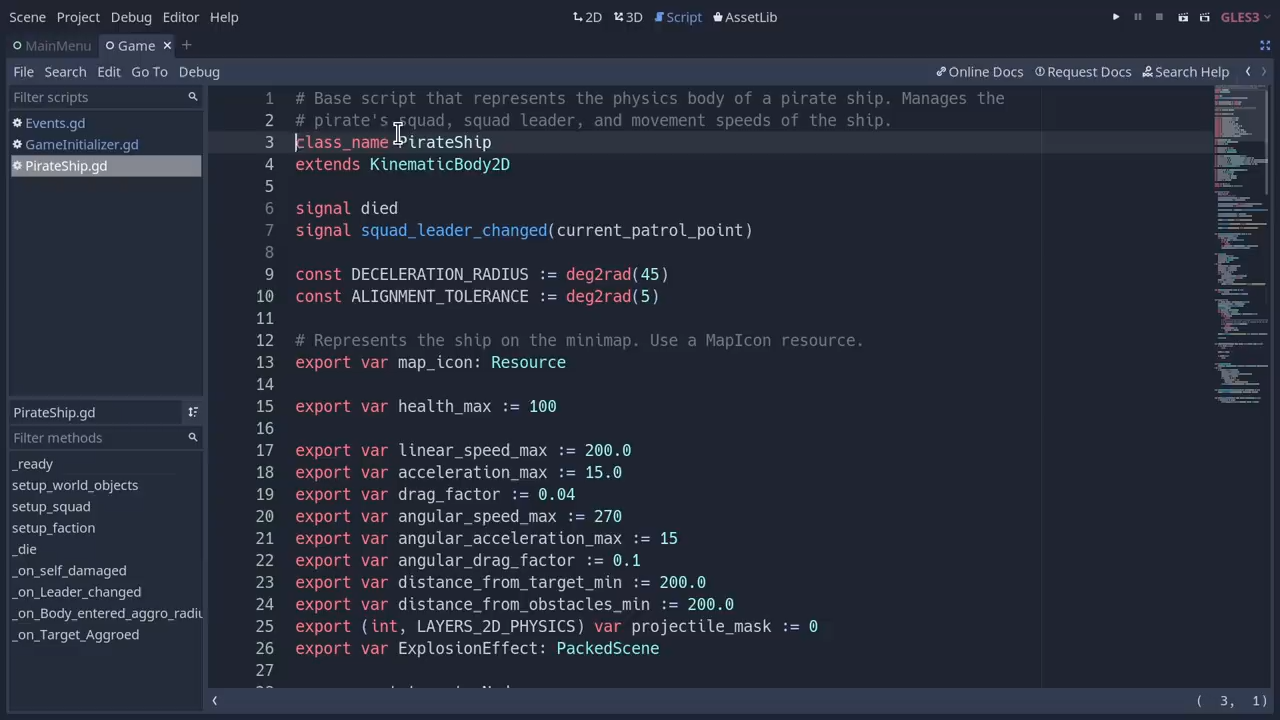 Scene Project Debug Editor Help 2D 3D Script AssetLib GLES3
MainMenu Game
File Search Edit Go To Debug Online Docs Request Docs Search Help
Filter scripts
Events.gd
GameInitializer.gd
PirateShip.gd
PirateShip.gd
Filter methods
_ready
setup_world_objects
setup_squad
setup_faction
_die
_on_self_damaged
_on_Leader_changed
_on_Body_entered_aggro_radiu
_on_Target_Aggroed
1 # Base script that represents the physics body of a pirate ship. Manages the
2 # pirate's squad, squad leader, and movement speeds of the ship.
3 class_name PirateShip
4 extends KinematicBody2D
5
6 signal died
7 signal squad_leader_changed(current_patrol_point)
8
9 const DECELERATION_RADIUS := deg2rad(45)
10 const ALIGNMENT_TOLERANCE := deg2rad(5)
11
12 # Represents the ship on the minimap. Use a MapIcon resource.
13 export var map_icon: Resource
14
15 export var health_max := 100
16
17 export var linear_speed_max := 200.0
18 export var acceleration_max := 15.0
19 export var drag_factor := 0.04
20 export var angular_speed_max := 270
21 export var angular_acceleration_max := 15
22 export var angular_drag_factor := 0.1
23 export var distance_from_target_min := 200.0
24 export var distance_from_obstacles_min := 200.0
25 export (int, LAYERS_2D_PHYSICS) var projectile_mask := 0
26 export var ExplosionEffect: PackedScene
27
( 3, 1)